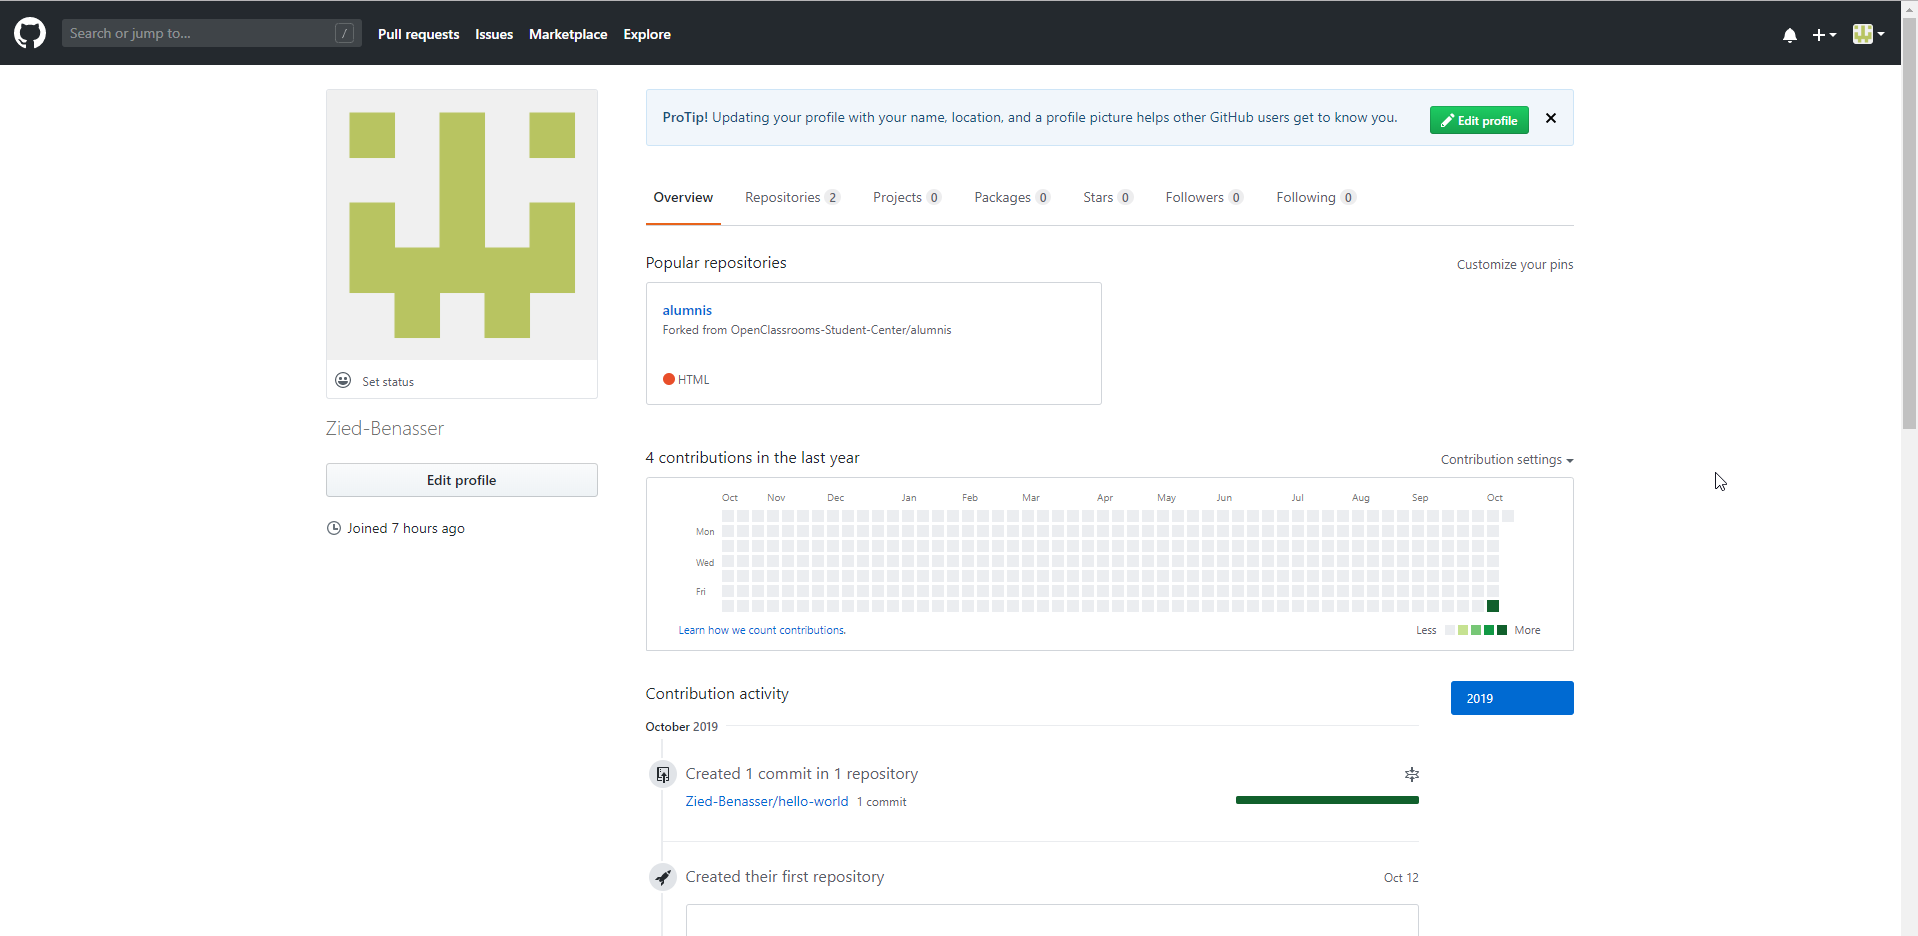 Search or jump to... / Pull requests Issues Marketplace Explore
ProTip! Updating your profile with your name, location, and a profile picture helps other GitHub users get to know you. Edit profile
Overview Repositories 2 Projects 0 Packages 0 Stars 0 Followers 0 Following 0
Popular repositories Customize your pins
alumnis
Forked from OpenClassrooms-Student-Center/alumnis
HTML
Set status
Zied-Benasser
Edit profile
Joined 7 hours ago
4 contributions in the last year Contribution settings
Oct Nov Dec Jan Feb Mar Apr May Jun Jul Aug Sep Oct
Mon
Wed
Fri
Learn how we count contributions. Less More
Contribution activity 2019
October 2019
Created 1 commit in 1 repository
Zied-Benasser/hello-world 1 commit
Created their first repository Oct 12